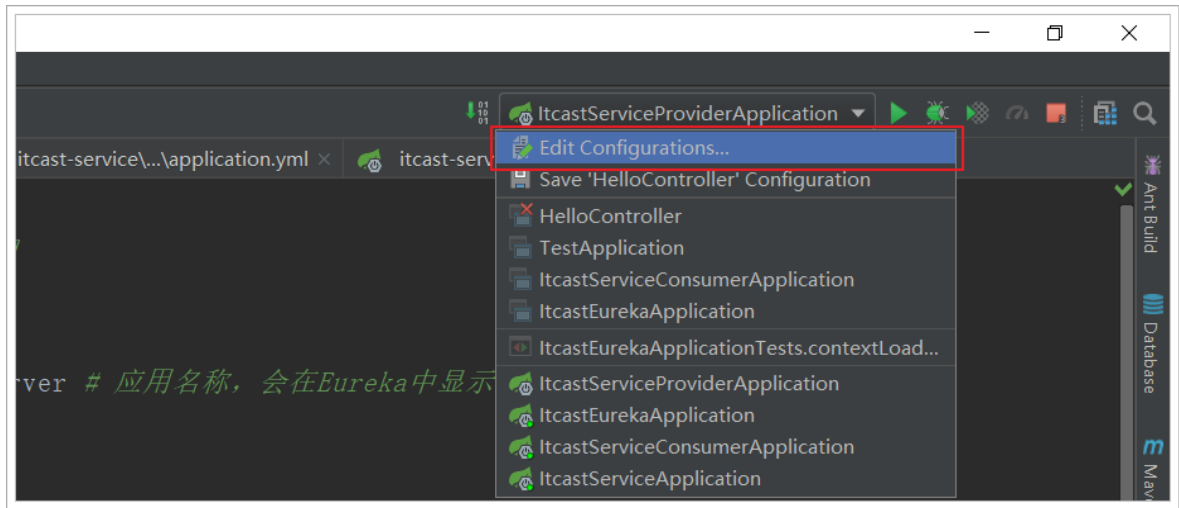 ItcastServiceProviderApplication
itcast-service\...\application.yml
itcast-serv
Edit Configurations...
Save 'HelloController' Configuration
HelloController
TestApplication
ItcastServiceConsumerApplication
ItcastEurekaApplication
ItcastEurekaApplicationTests.contextLoad...
ItcastServiceProviderApplication
ItcastEurekaApplication
ItcastServiceConsumerApplication
ItcastServiceApplication
ver # 应用名称，会在Eureka中显示
Ant Build
Database
m Mav